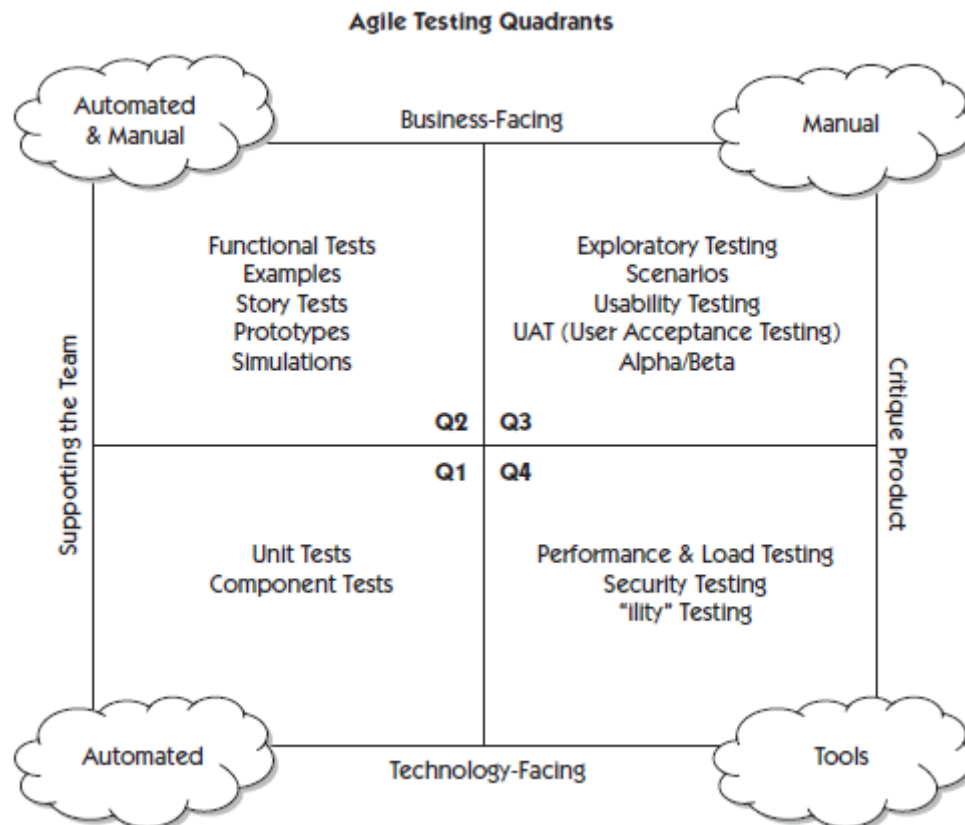 Agile Testing Quadrants
Automated
& Manual
Business-Facing
Manual
Functional Tests
Examples
Story Tests
Prototypes
Simulations
Exploratory Testing
Scenarios
Usability Testing
UAT (User Acceptance Testing)
Alpha/Beta
Supporting the Team
Critique Product
Q2
Q3
Q1
Q4
Unit Tests
Component Tests
Performance & Load Testing
Security Testing
"ility" Testing
Automated
Technology-Facing
Tools